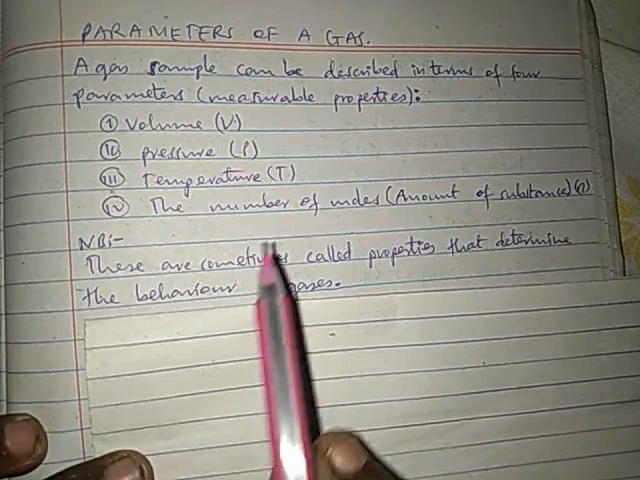 PARAMETERS OF A GAS.
A gas sample can be described in terms of four
parameters (measurable properties):
(i) Volume (V)
(ii) pressure (P)
(iii) Temperature (T)
(iv) The number of moles (Amount of substance) (n)
NB:-
These are sometimes called properties that determine
the behaviour gases.